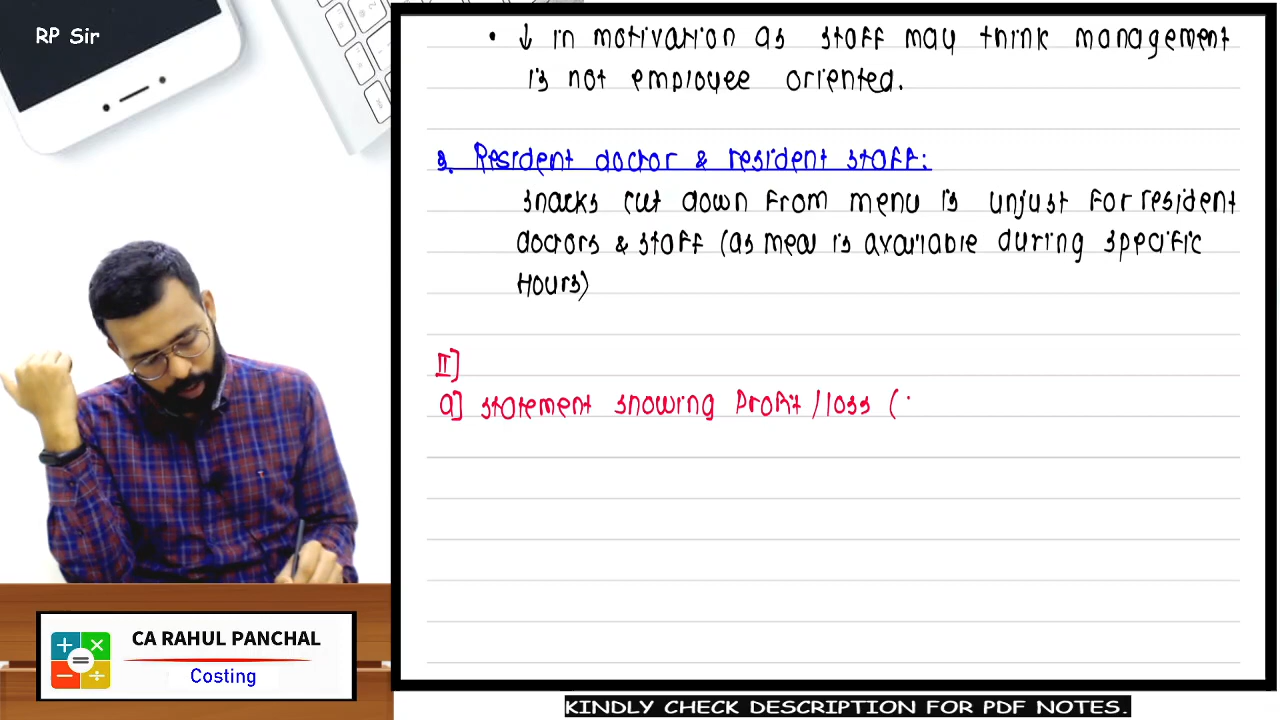 RP Sir
• ↓ in motivation as staff may think management
is not employee oriented.
3. Resident doctor & resident staff:
snacks cut down from menu is unjust for resident
doctors & staff (as meal is available during specific
Hours)
II]
a] statement showing Profit/loss (
CA RAHUL PANCHAL
Costing
KINDLY CHECK DESCRIPTION FOR PDF NOTES.